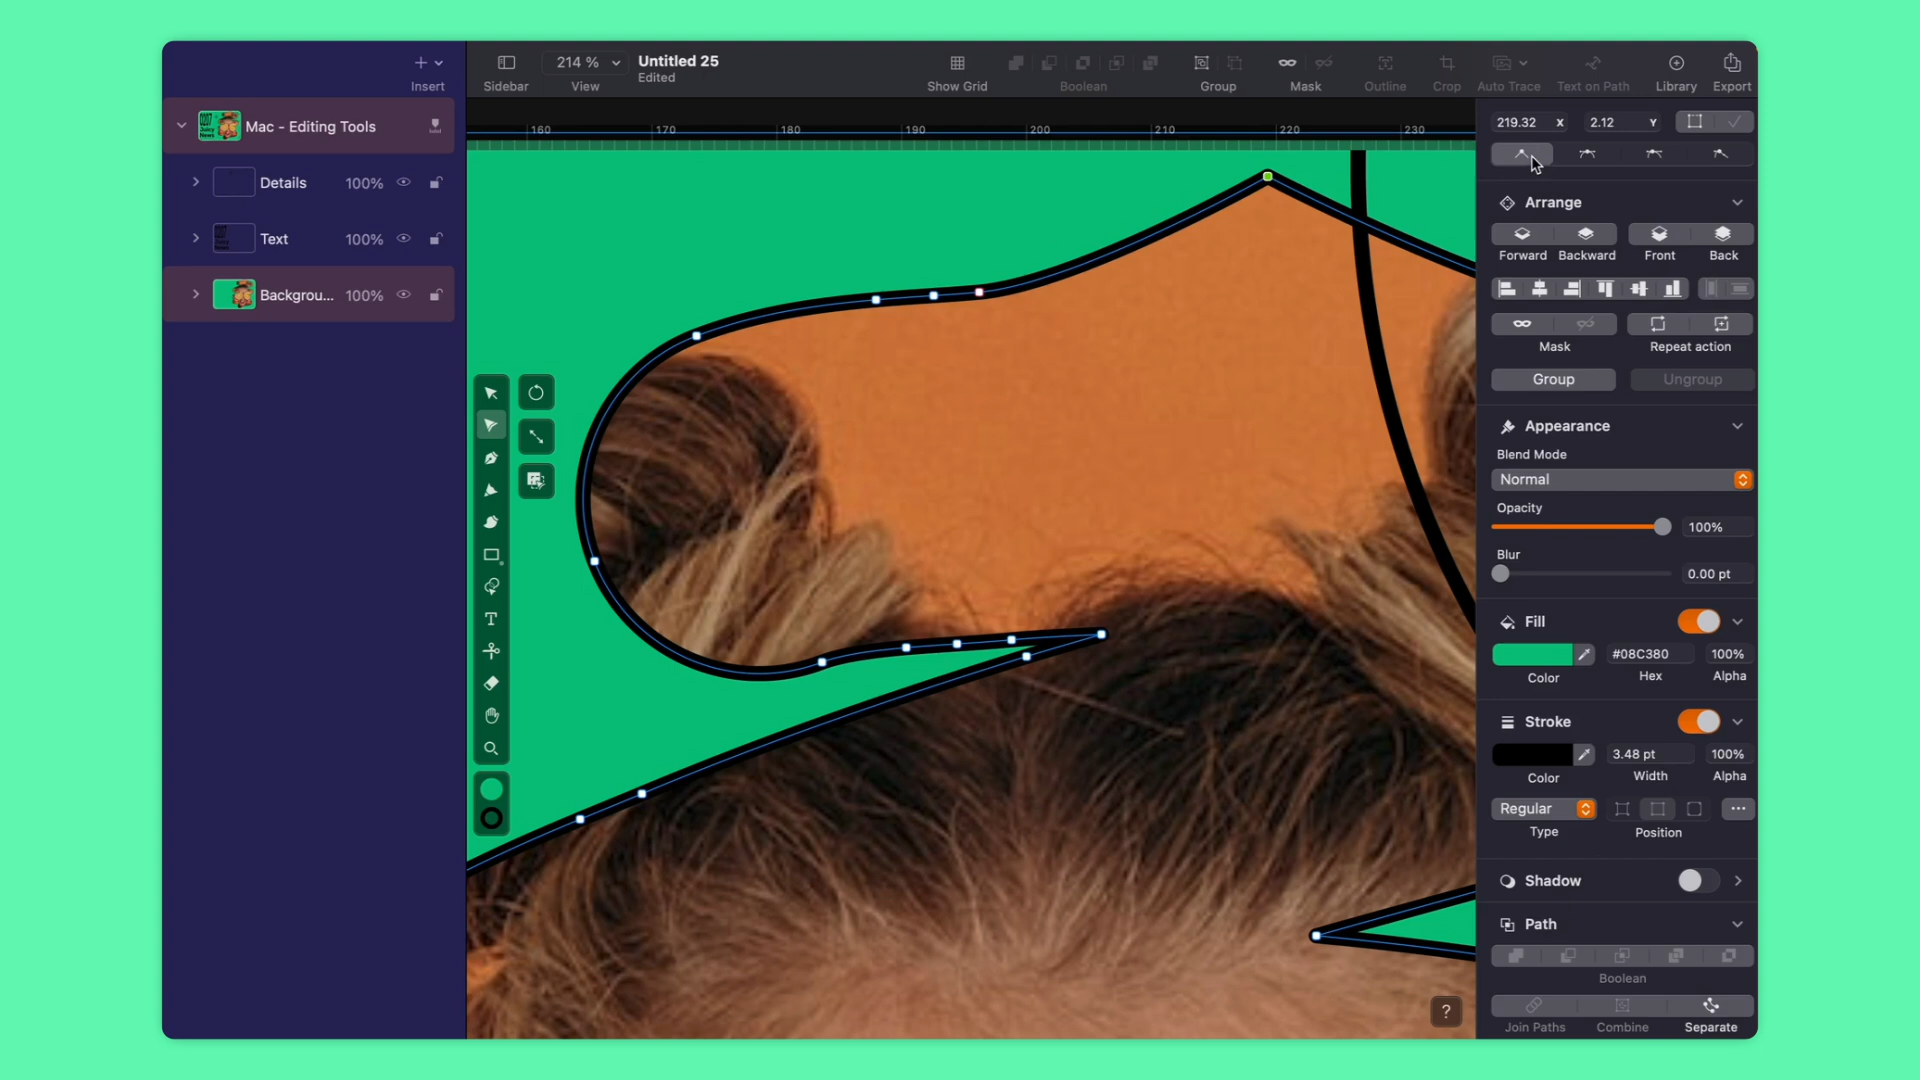 Insert
Sidebar
214 %
View
Untitled 25
Edited
Show Grid
Boolean
Group
Mask
Outline
Crop
Auto Trace
Text on Path
Library
Export
Mac - Editing Tools
Details 100%
Text 100%
Backgrou... 100%
160 170 180 190 200 210 220 230
219.32 X 2.12 Y
Arrange
Forward Backward Front Back
Mask Repeat action
Group Ungroup
Appearance
Blend Mode
Normal
Opacity
100%
Blur
0.00 pt
Fill
#08C380 100%
Color Hex Alpha
Stroke
3.48 pt 100%
Color Width Alpha
Regular
Type Position
Shadow
Path
Boolean
Join Paths Combine Separate
?